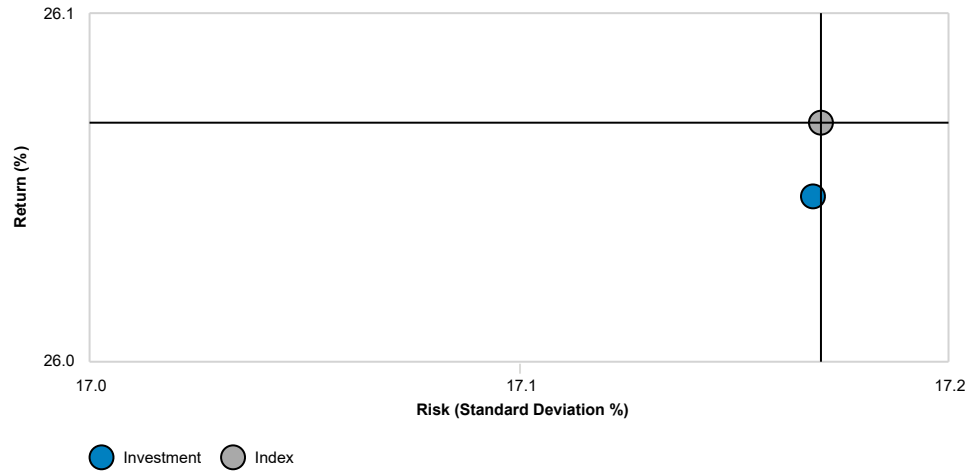 26.1
Return (%)
26.0
17.0 17.1 17.2
Risk (Standard Deviation %)
Investment Index